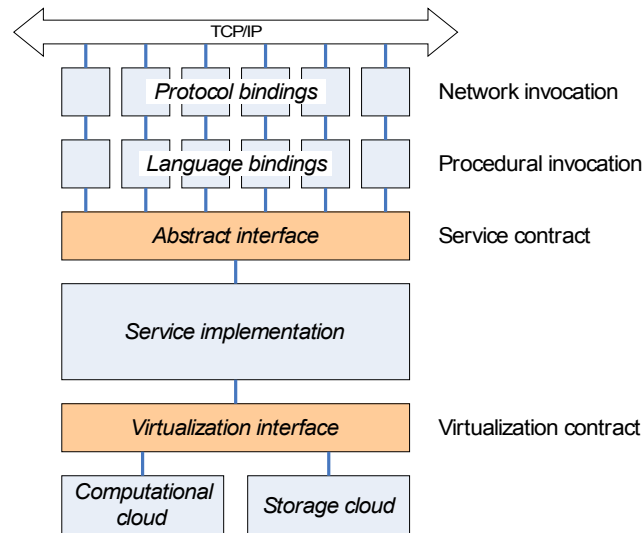 TCP/IP
Protocol bindings
Network invocation
Language bindings
Procedural invocation
Abstract interface
Service contract
Service implementation
Virtualization interface
Virtualization contract
Computational
cloud
Storage cloud